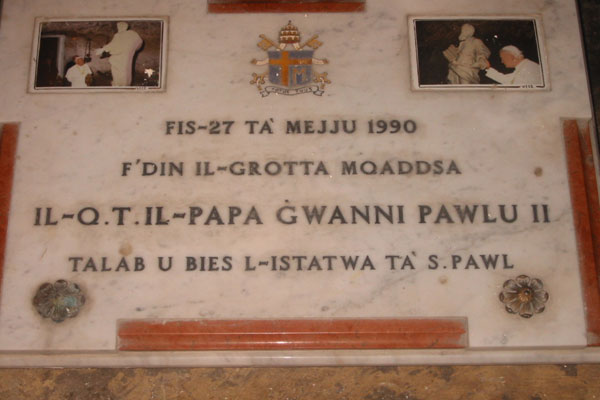 FIS-27 TA` MEJJU 1990
F'DIN IL-GROTTA MQADDSA
IL-Q.T. IL-PAPA ĠWANNI PAWLU II
TALAB U BIES L-ISTATWA TA` S. PAWL